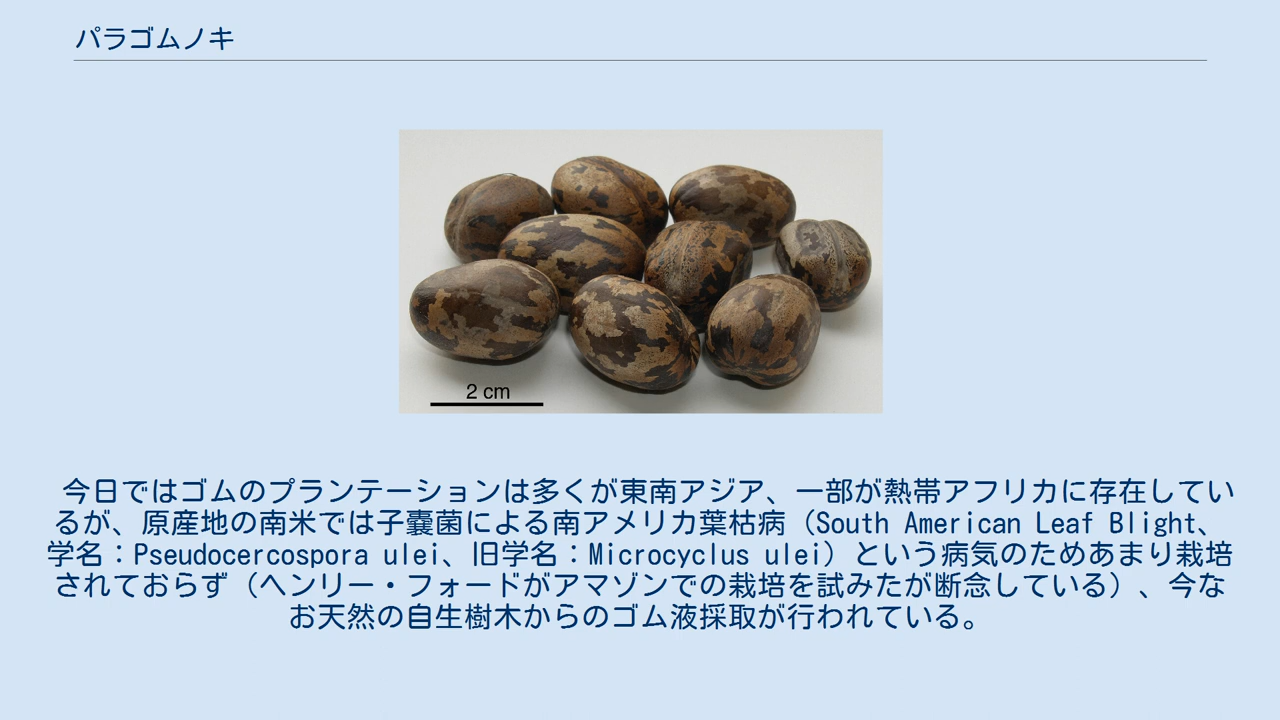 パラゴムノキ
2 cm
今日ではゴムのプランテーションは多くが東南アジア、一部が熱帯アフリカに存在してい
るが、原産地の南米では子嚢菌による南アメリカ葉枯病（South American Leaf Blight、
学名：Pseudocercospora ulei、旧学名：Microcyclus ulei）という病気のためあまり栽培
されておらず（ヘンリー・フォードがアマゾンでの栽培を試みたが断念している）、今な
お天然の自生樹木からのゴム液採取が行われている。